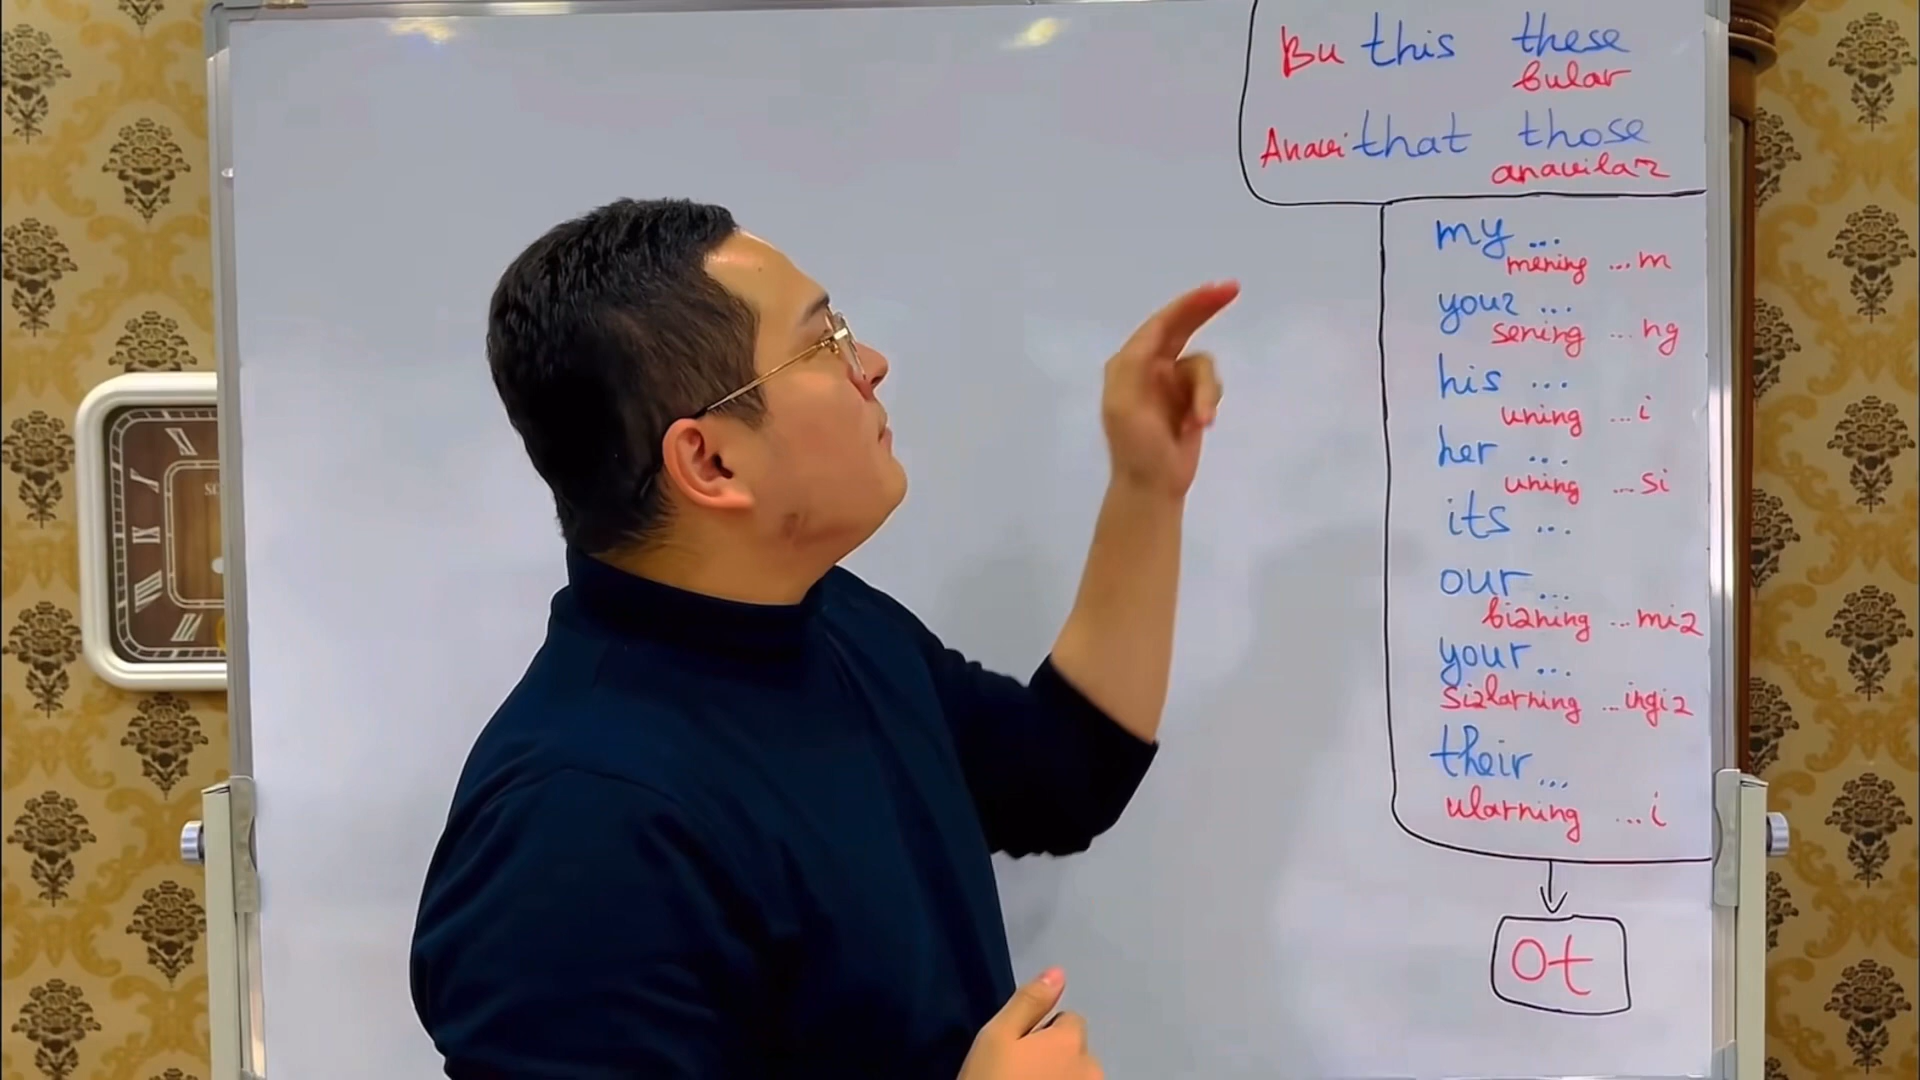 Bu this these
bular
Anavi that those
anavilar
my ...
mening ...m
your ...
sening ...ng
his ...
uning ...i
her ...
uning ...si
its ...
our ...
bizning ...miz
your...
sizlarning ...ingiz
their...
ularning ...i
Ot